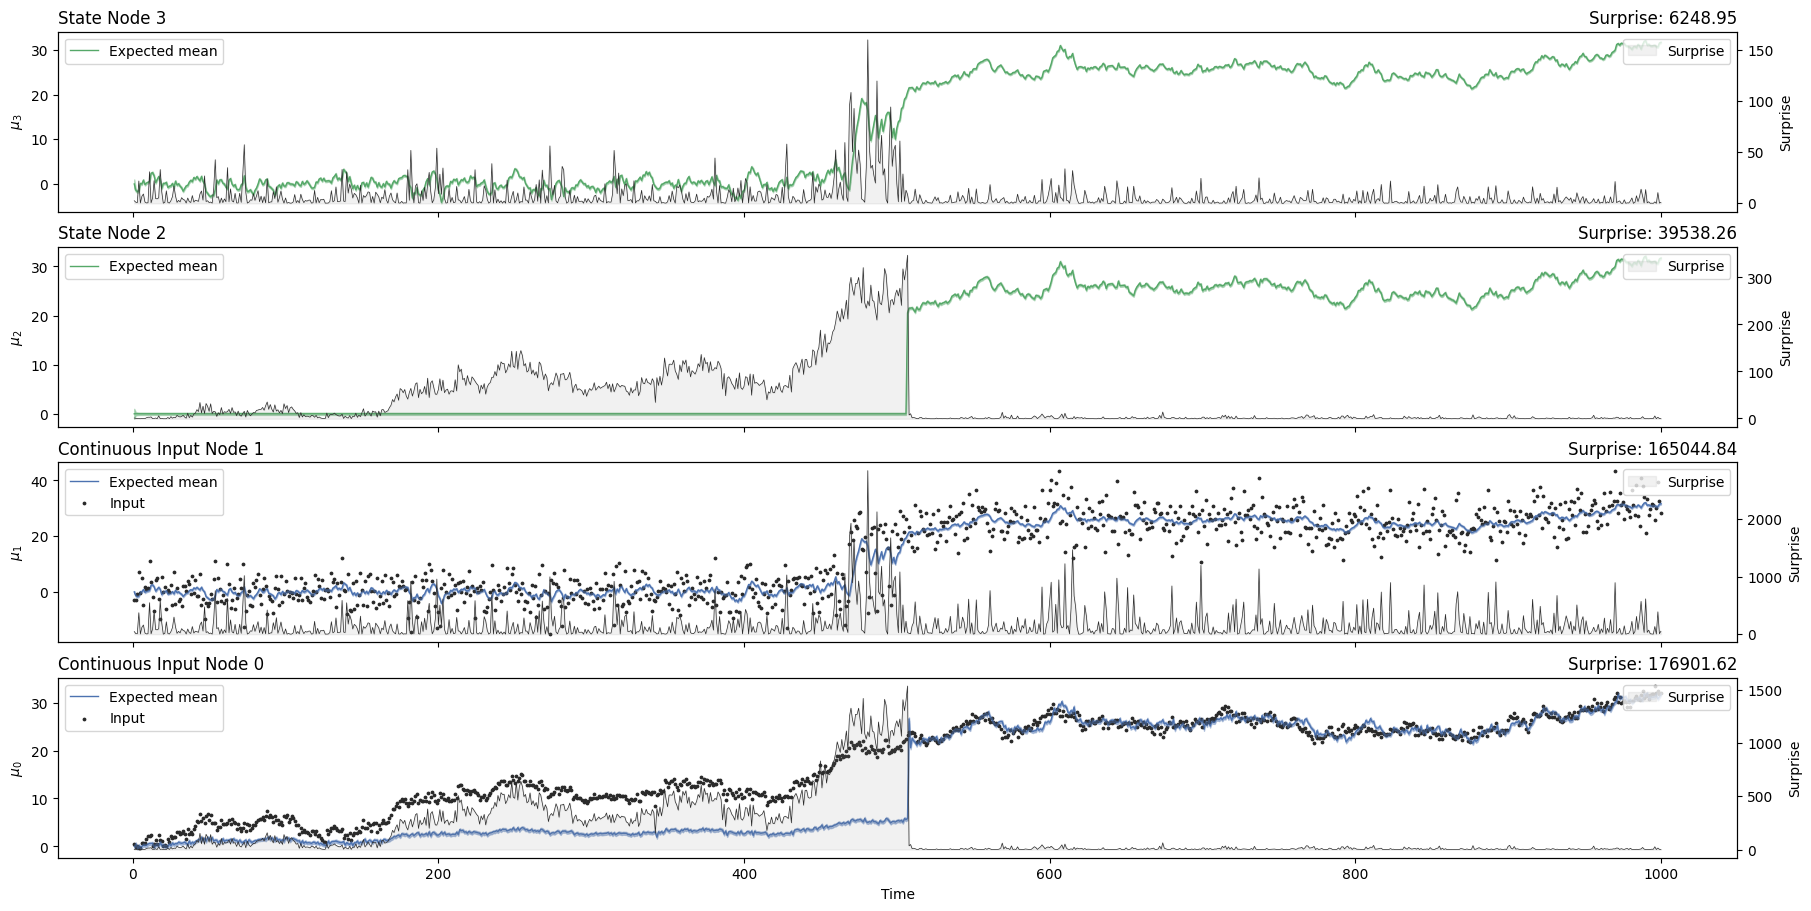 State Node 3
Surprise: 6248.95
Expected mean
Surprise
30
20
10
0
μ3
150
100
50
0
Surprise
State Node 2
Surprise: 39538.26
Expected mean
Surprise
30
20
10
0
μ2
300
200
100
0
Surprise
Continuous Input Node 1
Surprise: 165044.84
Expected mean
Input
Surprise
40
20
0
μ1
2000
1000
0
Surprise
Continuous Input Node 0
Surprise: 176901.62
Expected mean
Input
Surprise
30
20
10
0
μ0
1500
1000
500
0
Surprise
0 200 400 600 800 1000
Time